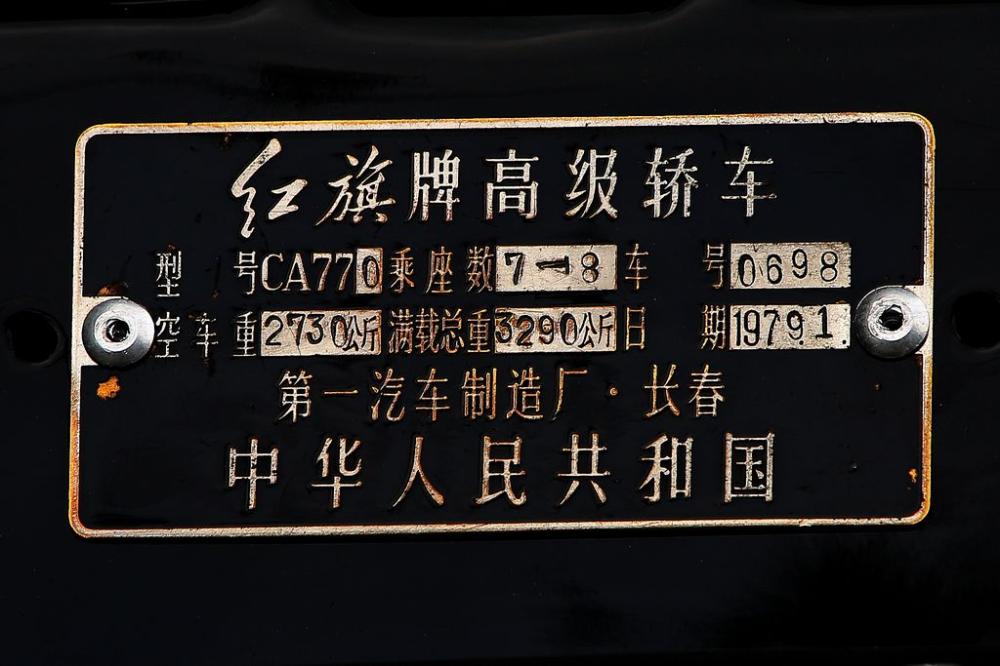 红旗牌高级轿车
型号CA770 乘座数7-8 车号0698
空车重2730公斤 满载总重3290公斤 日期1979.1.
第一汽车制造厂·长春
中华人民共和国